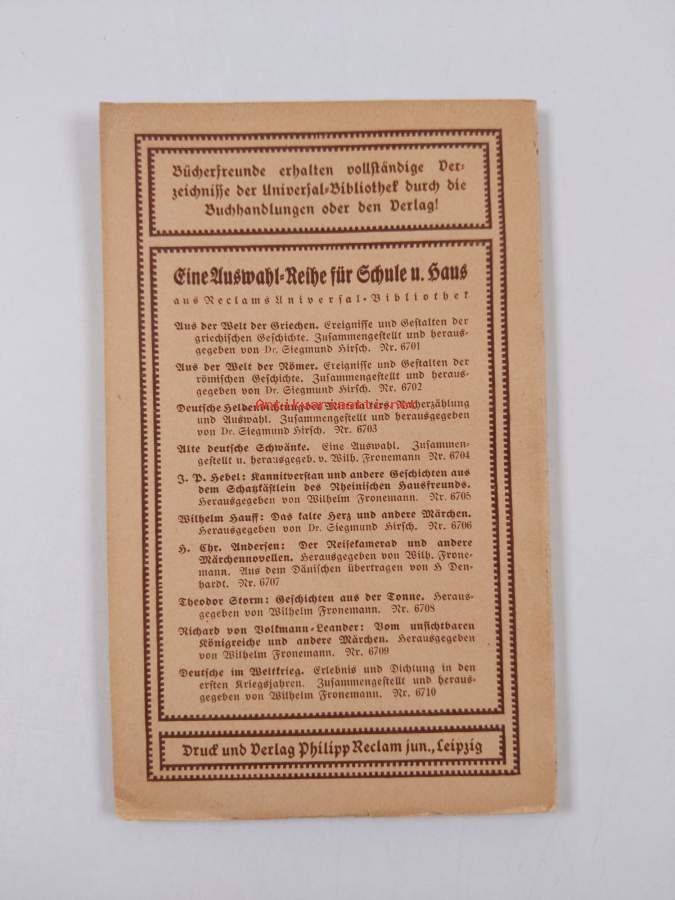 Bücherfreunde erhalten vollständige Ver-
zeichnisse der Universal-Bibliothek durch die
Buchhandlungen oder den Verlag!
Eine Auswahl-Reihe für Schule u. Haus
aus Reclams Universal-Bibliothek
Aus der Welt der Griechen. Ereignisse und Gestalten der
griechischen Geschichte. Zusammengestellt und heraus-
gegeben von Dr. Siegmund Hirsch. Nr. 6701
Aus der Welt der Römer. Ereignisse und Gestalten der
römischen Geschichte. Zusammengestellt und heraus-
gegeben von Dr. Siegmund Hirsch. Nr. 6702
Deutsche Heldendichtung des Mittelalters. Nacherzählung
und Auswahl. Zusammengestellt und herausgegeben
von Dr. Siegmund Hirsch. Nr. 6703
Alte deutsche Schwänke. Eine Auswahl. Zusammen-
gestellt u. herausgegeb. v. Wilh. Fronemann Nr. 6704
J. P. Hebel: Kannitverstan und andere Geschichten aus
dem Schatzkästlein des Rheinischen Hausfreunds.
Herausgegeben von Wilhelm Fronemann. Nr. 6705
Wilhelm Hauff: Das kalte Herz und andere Märchen.
Herausgegeben von Dr. Siegmund Hirsch. Nr. 6706
H. Chr. Andersen: Der Reisekamerad und andere
Märchennovellen. Herausgegeben von Wilh. Frone-
mann. Aus dem Dänischen übertragen von H Den-
hardt. Nr. 6707
Theodor Storm: Geschichten aus der Tonne. Heraus-
gegeben von Wilhelm Fronemann. Nr. 6708
Richard von Volkmann-Leander: Vom unsichtbaren
Königreiche und andere Märchen. Herausgegeben
von Wilhelm Fronemann. Nr. 6709
Deutsche im Weltkrieg. Erlebnis und Dichtung in den
ersten Kriegsjahren. Zusammengestellt und heraus-
gegeben von Wilhelm Fronemann. Nr. 6710
Druck und Verlag Philipp Reclam jun., Leipzig